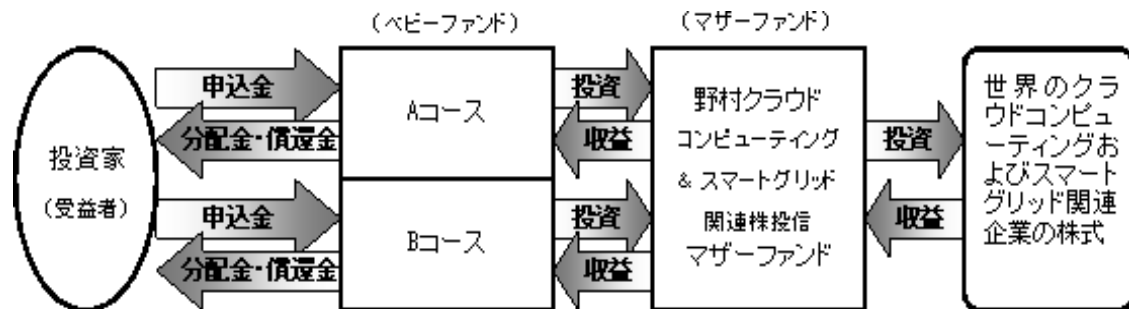 （ベビーファンド）
（マザーファンド）
投資家
（受益者）
申込金
分配金・償還金
申込金
分配金・償還金
Aコース
Bコース
投資
収益
投資
収益
野村クラウド
コンピューティング
& スマートグリッド
関連株投信
マザーファンド
投資
収益
世界のクラ
ウドコンピュ
ーティングお
よびスマート
グリッド関連
企業の株式